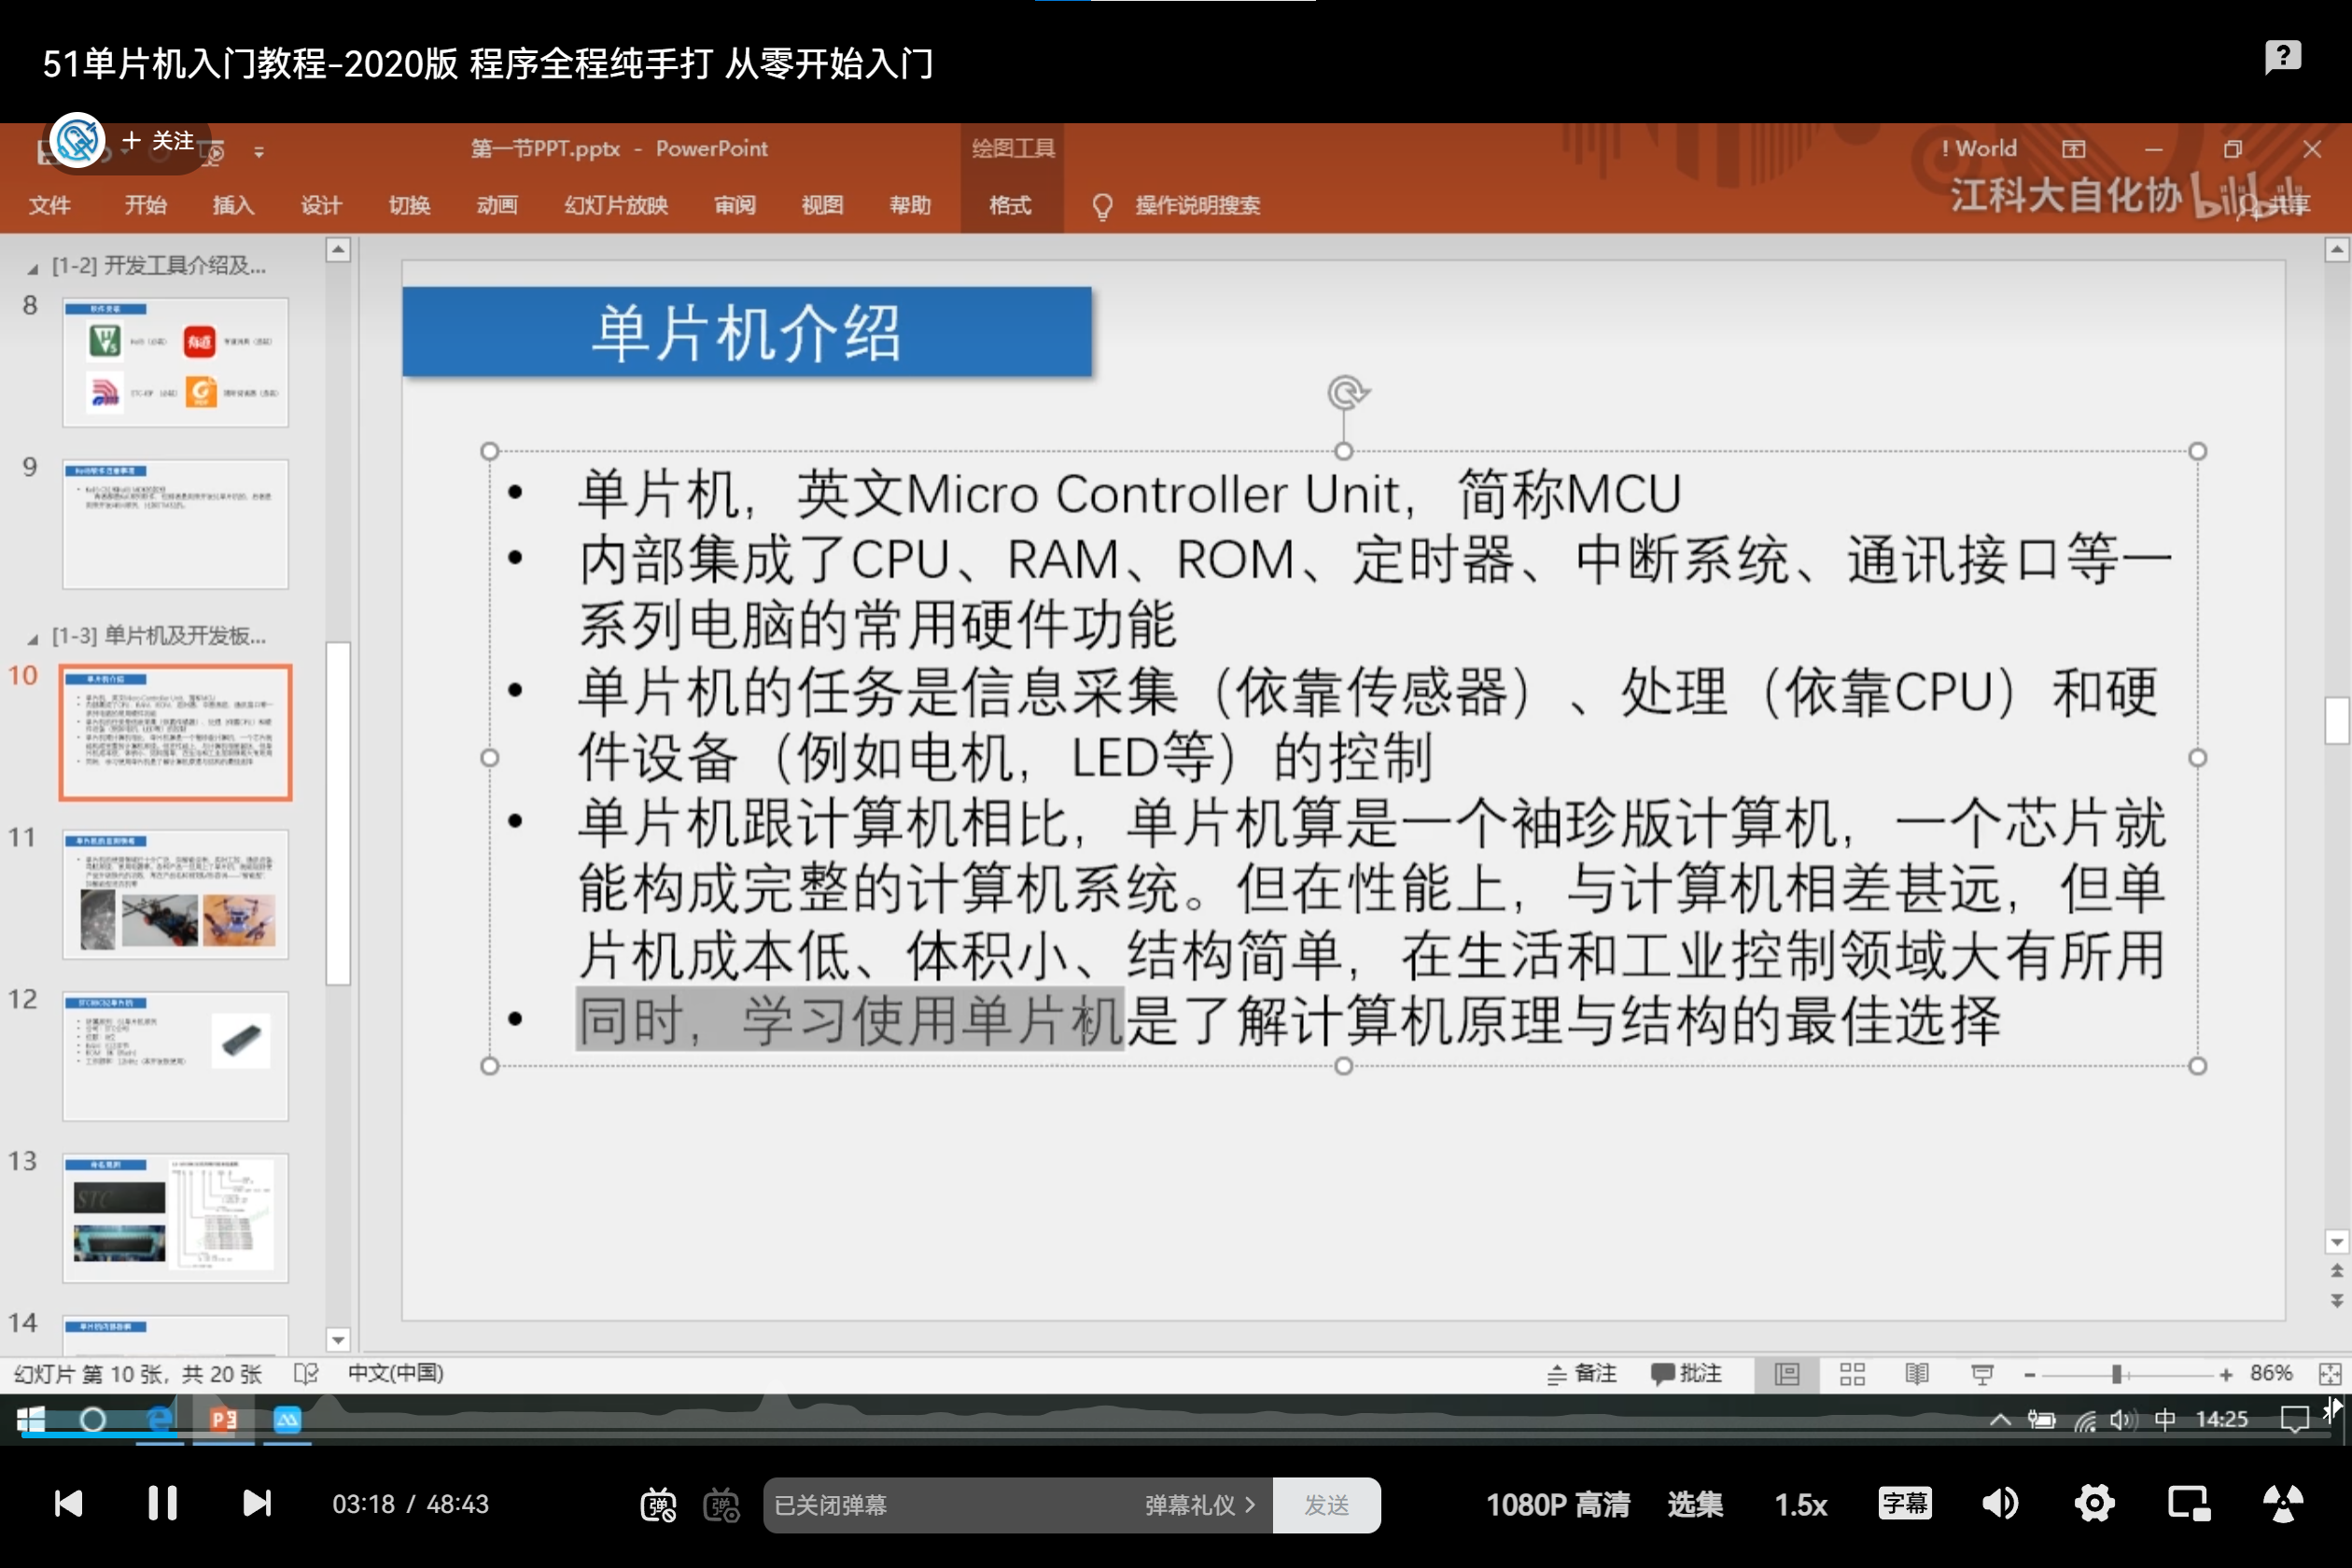 51单片机入门教程-2020版 程序全程纯手打 从零开始入门
+ 关注
第一节PPT.pptx - PowerPoint
绘图工具
! World
文件 开始 插入 设计 切换 动画 幻灯片放映 审阅 视图 帮助 格式 操作说明搜索 共享
江科大自化协 bilibili
[1-2] 开发工具介绍及...
8
9
[1-3] 单片机及开发板...
10
单片机介绍
11
12
13
命名规则
STC
14
单片机介绍
• 单片机，英文Micro Controller Unit，简称MCU
• 内部集成了CPU、RAM、ROM、定时器、中断系统、通讯接口等一
系列电脑的常用硬件功能
• 单片机的任务是信息采集（依靠传感器）、处理（依靠CPU）和硬
件设备（例如电机，LED等）的控制
• 单片机跟计算机相比，单片机算是一个袖珍版计算机，一个芯片就
能构成完整的计算机系统。但在性能上，与计算机相差甚远，但单
片机成本低、体积小、结构简单，在生活和工业控制领域大有所用
• 同时，学习使用单片机是了解计算机原理与结构的最佳选择
幻灯片 第 10 张，共 20 张 中文(中国) 备注 批注 86%
中 14:25
03:18 / 48:43 弹 弹 已关闭弹幕 弹幕礼仪 > 发送 1080P 高清 选集 1.5x 字幕